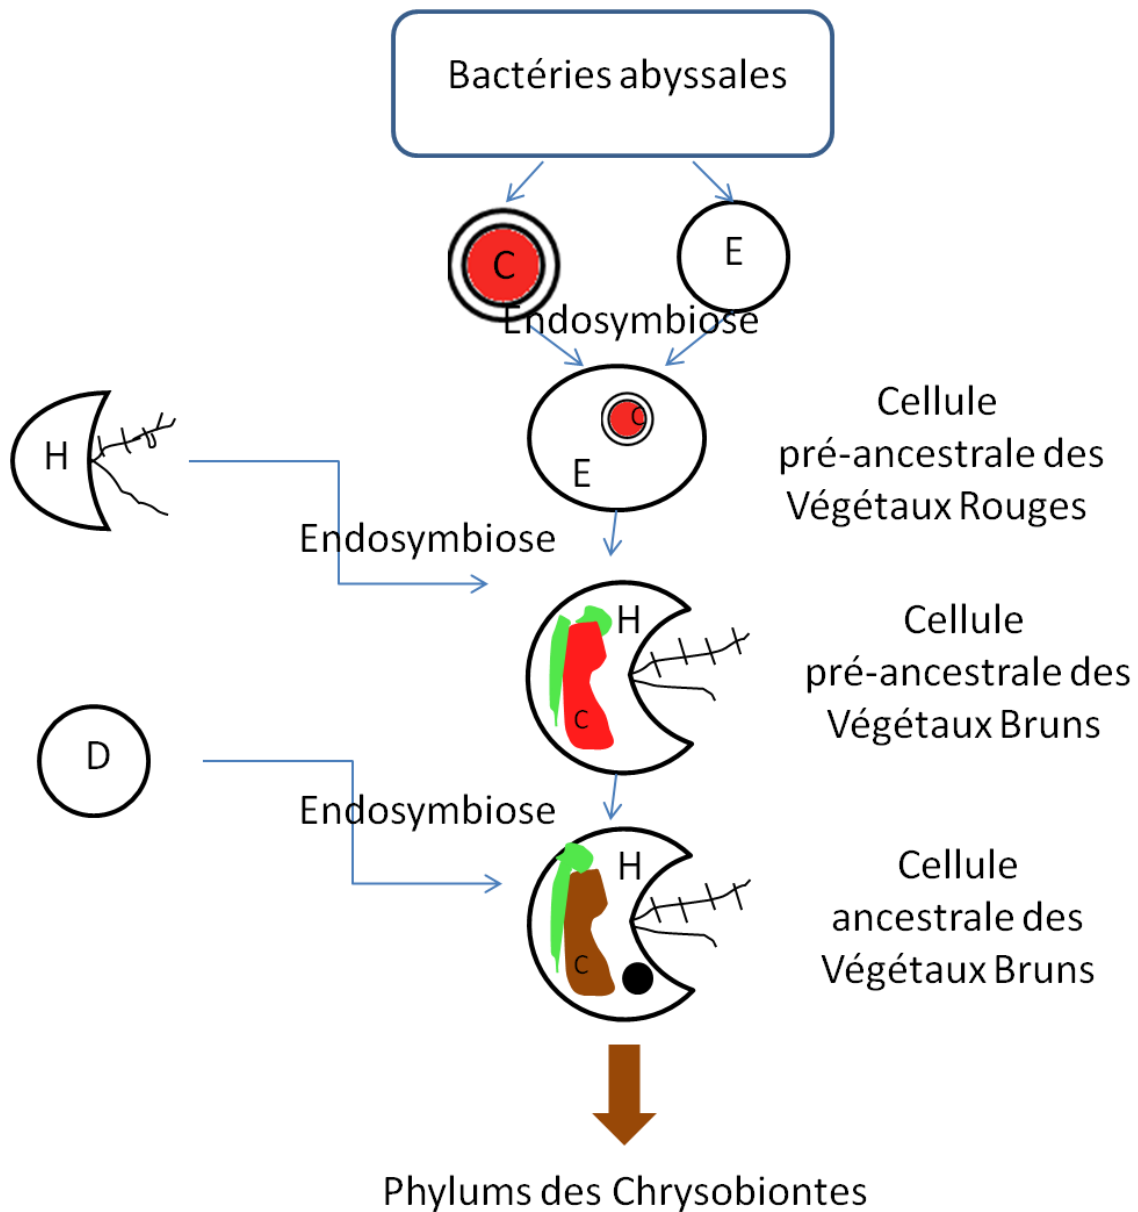 Bactéries abyssales
C
E
Endosymbiose
C
E
Cellule
pré-ancestrale des
Végétaux Rouges
H
Endosymbiose
H
C
Cellule
pré-ancestrale des
Végétaux Bruns
D
Endosymbiose
H
C
Cellule
ancestrale des
Végétaux Bruns
Phylums des Chrysobiontes